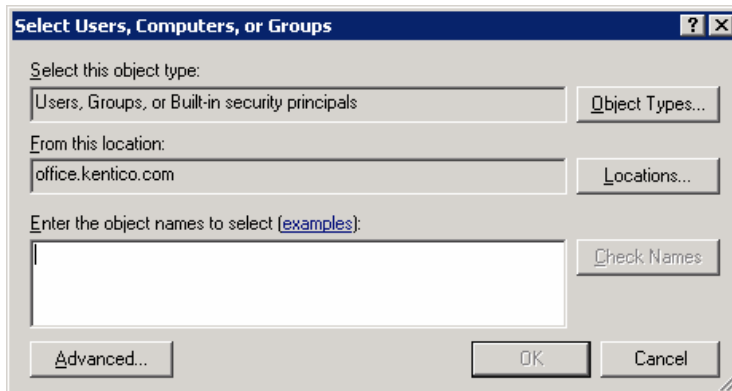 Select Users, Computers, or Groups
Select this object type:
Users, Groups, or Built-in security principals
Object Types...
From this location:
office.kentico.com
Locations...
Enter the object names to select (examples):
Check Names
Advanced...
OK
Cancel